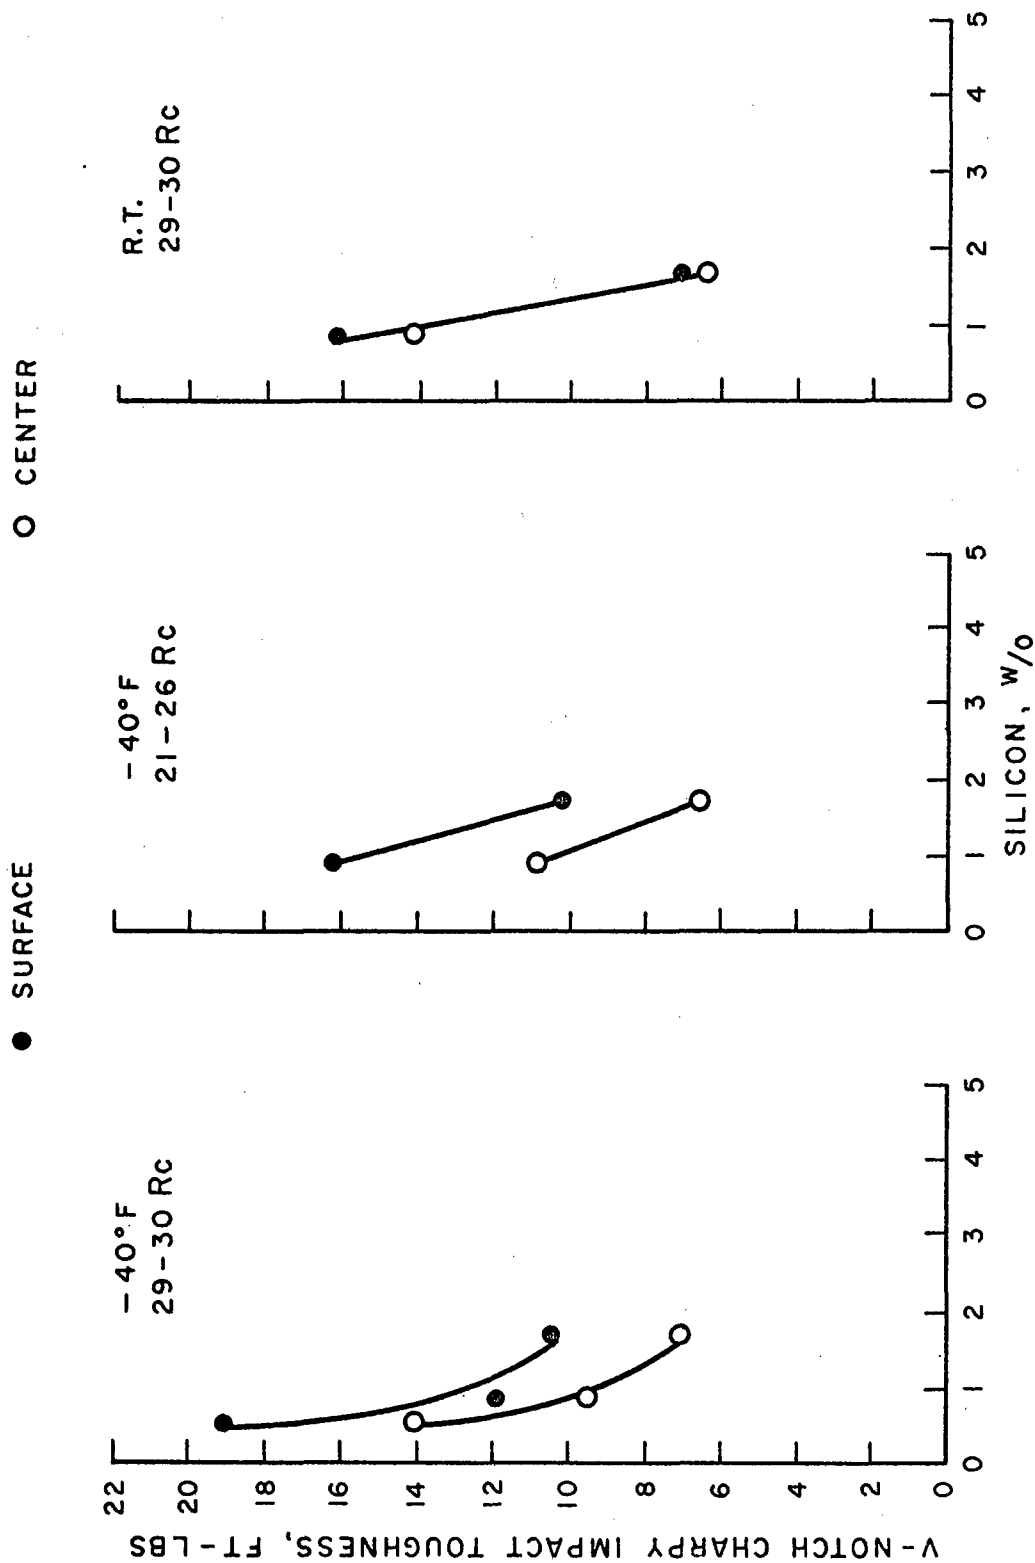 ● SURFACE
○ CENTER
-40°F
29-30 Rc
-40°F
21-26 Rc
R.T.
29-30 Rc
V-NOTCH CHARPY IMPACT TOUGHNESS, FT-LBS
22
20
18
16
14
12
10
8
6
4
2
0
0 1 2 3 4 5
0 1 2 3 4 5
0 1 2 3 4 5
SILICON, W/O